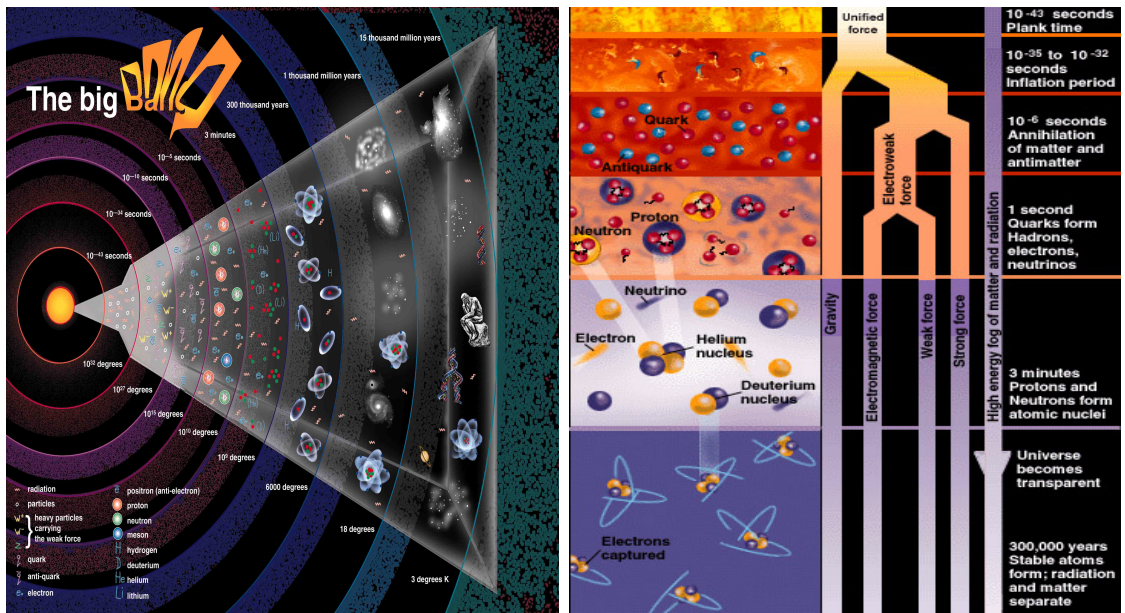 The big BANG
15 thousand million years
1 thousand million years
300 thousand years
3 minutes
10⁻⁵ seconds
10⁻¹⁰ seconds
10⁻³⁴ seconds
10⁻⁴³ seconds
10³² degrees
10²⁷ degrees
10¹⁵ degrees
10¹⁰ degrees
10⁹ degrees
6000 degrees
18 degrees
3 degrees K
radiation
particles
W⁺
W⁻
Z
heavy particles
carrying
the weak force
quark
anti-quark
e⁻ electron
positron (anti-electron)
proton
neutron
meson
H hydrogen
D deuterium
He helium
Li lithium
(Li)
(He)
(D)
(Li)
H
Quark
Antiquark
Proton
Neutron
Neutrino
Electron
Helium
nucleus
Deuterium
nucleus
Electrons
captured
Unified
force
Electroweak
force
Gravity
Electromagnetic force
Weak force
Strong force
High energy fog of matter and radiation
10⁻⁴³ seconds
Plank time
10⁻³⁵ to 10⁻³²
seconds
Inflation period
10⁻⁶ seconds
Annihilation
of matter and
antimatter
1 second
Quarks form
Hadrons,
electrons,
neutrinos
3 minutes
Protons and
Neutrons form
atomic nuclei
Universe
becomes
transparent
300,000 years
Stable atoms
form; radiation
and matter
separate